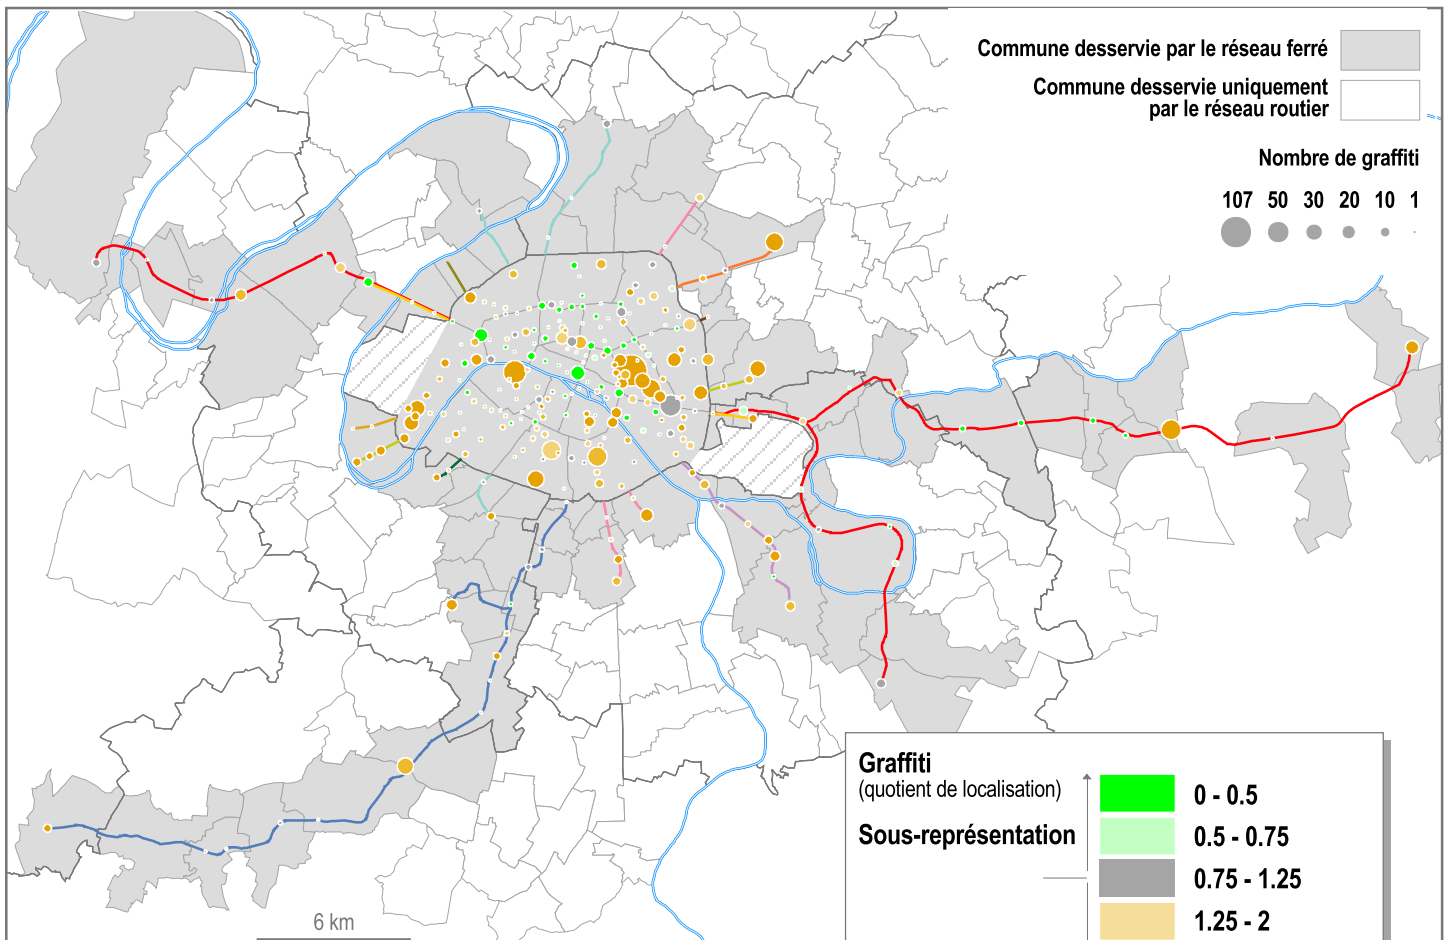 Commune desservie par le réseau ferré
Commune desservie uniquement
par le réseau routier
Nombre de graffiti
107 50 30 20 10 1
Graffiti
(quotient de localisation)
Sous-représentation
0 - 0.5
0.5 - 0.75
0.75 - 1.25
1.25 - 2
6 km